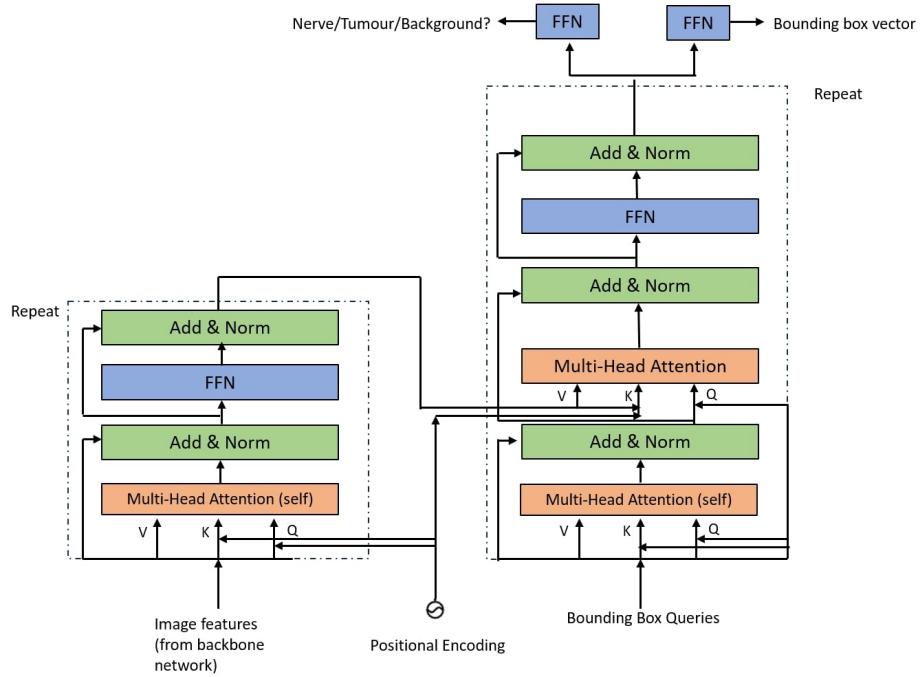 Nerve/Tumour/Background?
FFN
FFN
Bounding box vector
Repeat
Add & Norm
FFN
Add & Norm
Multi-Head Attention
V
K
Q
Add & Norm
Multi-Head Attention (self)
V
K
Q
Bounding Box Queries
Repeat
Add & Norm
FFN
Add & Norm
Multi-Head Attention (self)
V
K
Q
Image features
(from backbone
network)
Positional Encoding